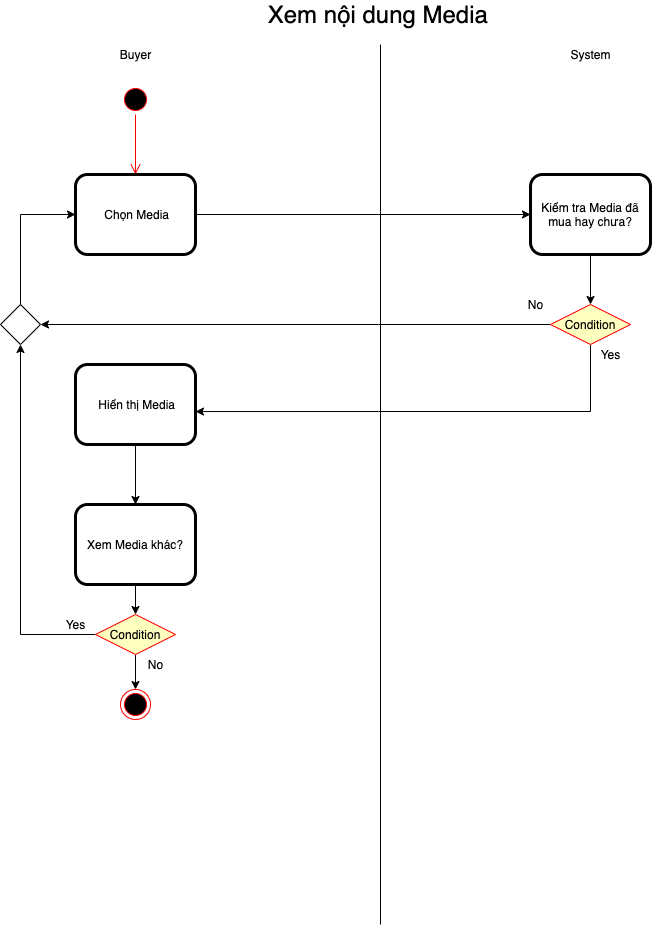 Xem nội dung Media
Buyer
System
Chọn Media
Kiểm tra Media đã
mua hay chưa?
No
Condition
Yes
Hiển thị Media
Xem Media khác?
Yes
Condition
No